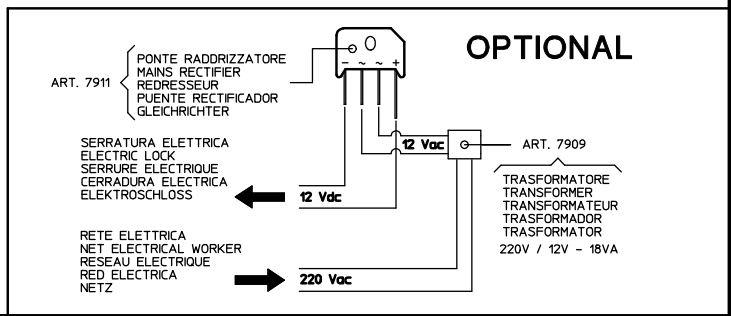 OPTIONAL
PONTE RADDRIZZATORE
MAINS RECTIFIER
REDRESSEUR
PUENTE RECTIFICADOR
GLEICHRICHTER
ART. 7911
- ~ ~ +
SERRATURA ELETTRICA
ELECTRIC LOCK
SERRURE ELECTRIQUE
CERRADURA ELECTRICA
ELEKTROSCHLOSS
12 Vac
ART. 7909
12 Vdc
TRASFORMATORE
TRANSFORMER
TRANSFORMATEUR
TRASFORMADOR
TRASFORMATOR
220V / 12V - 18VA
RETE ELETTRICA
NET ELECTRICAL WORKER
RESEAU ELECTRIQUE
RED ELECTRICA
NETZ
220 Vac